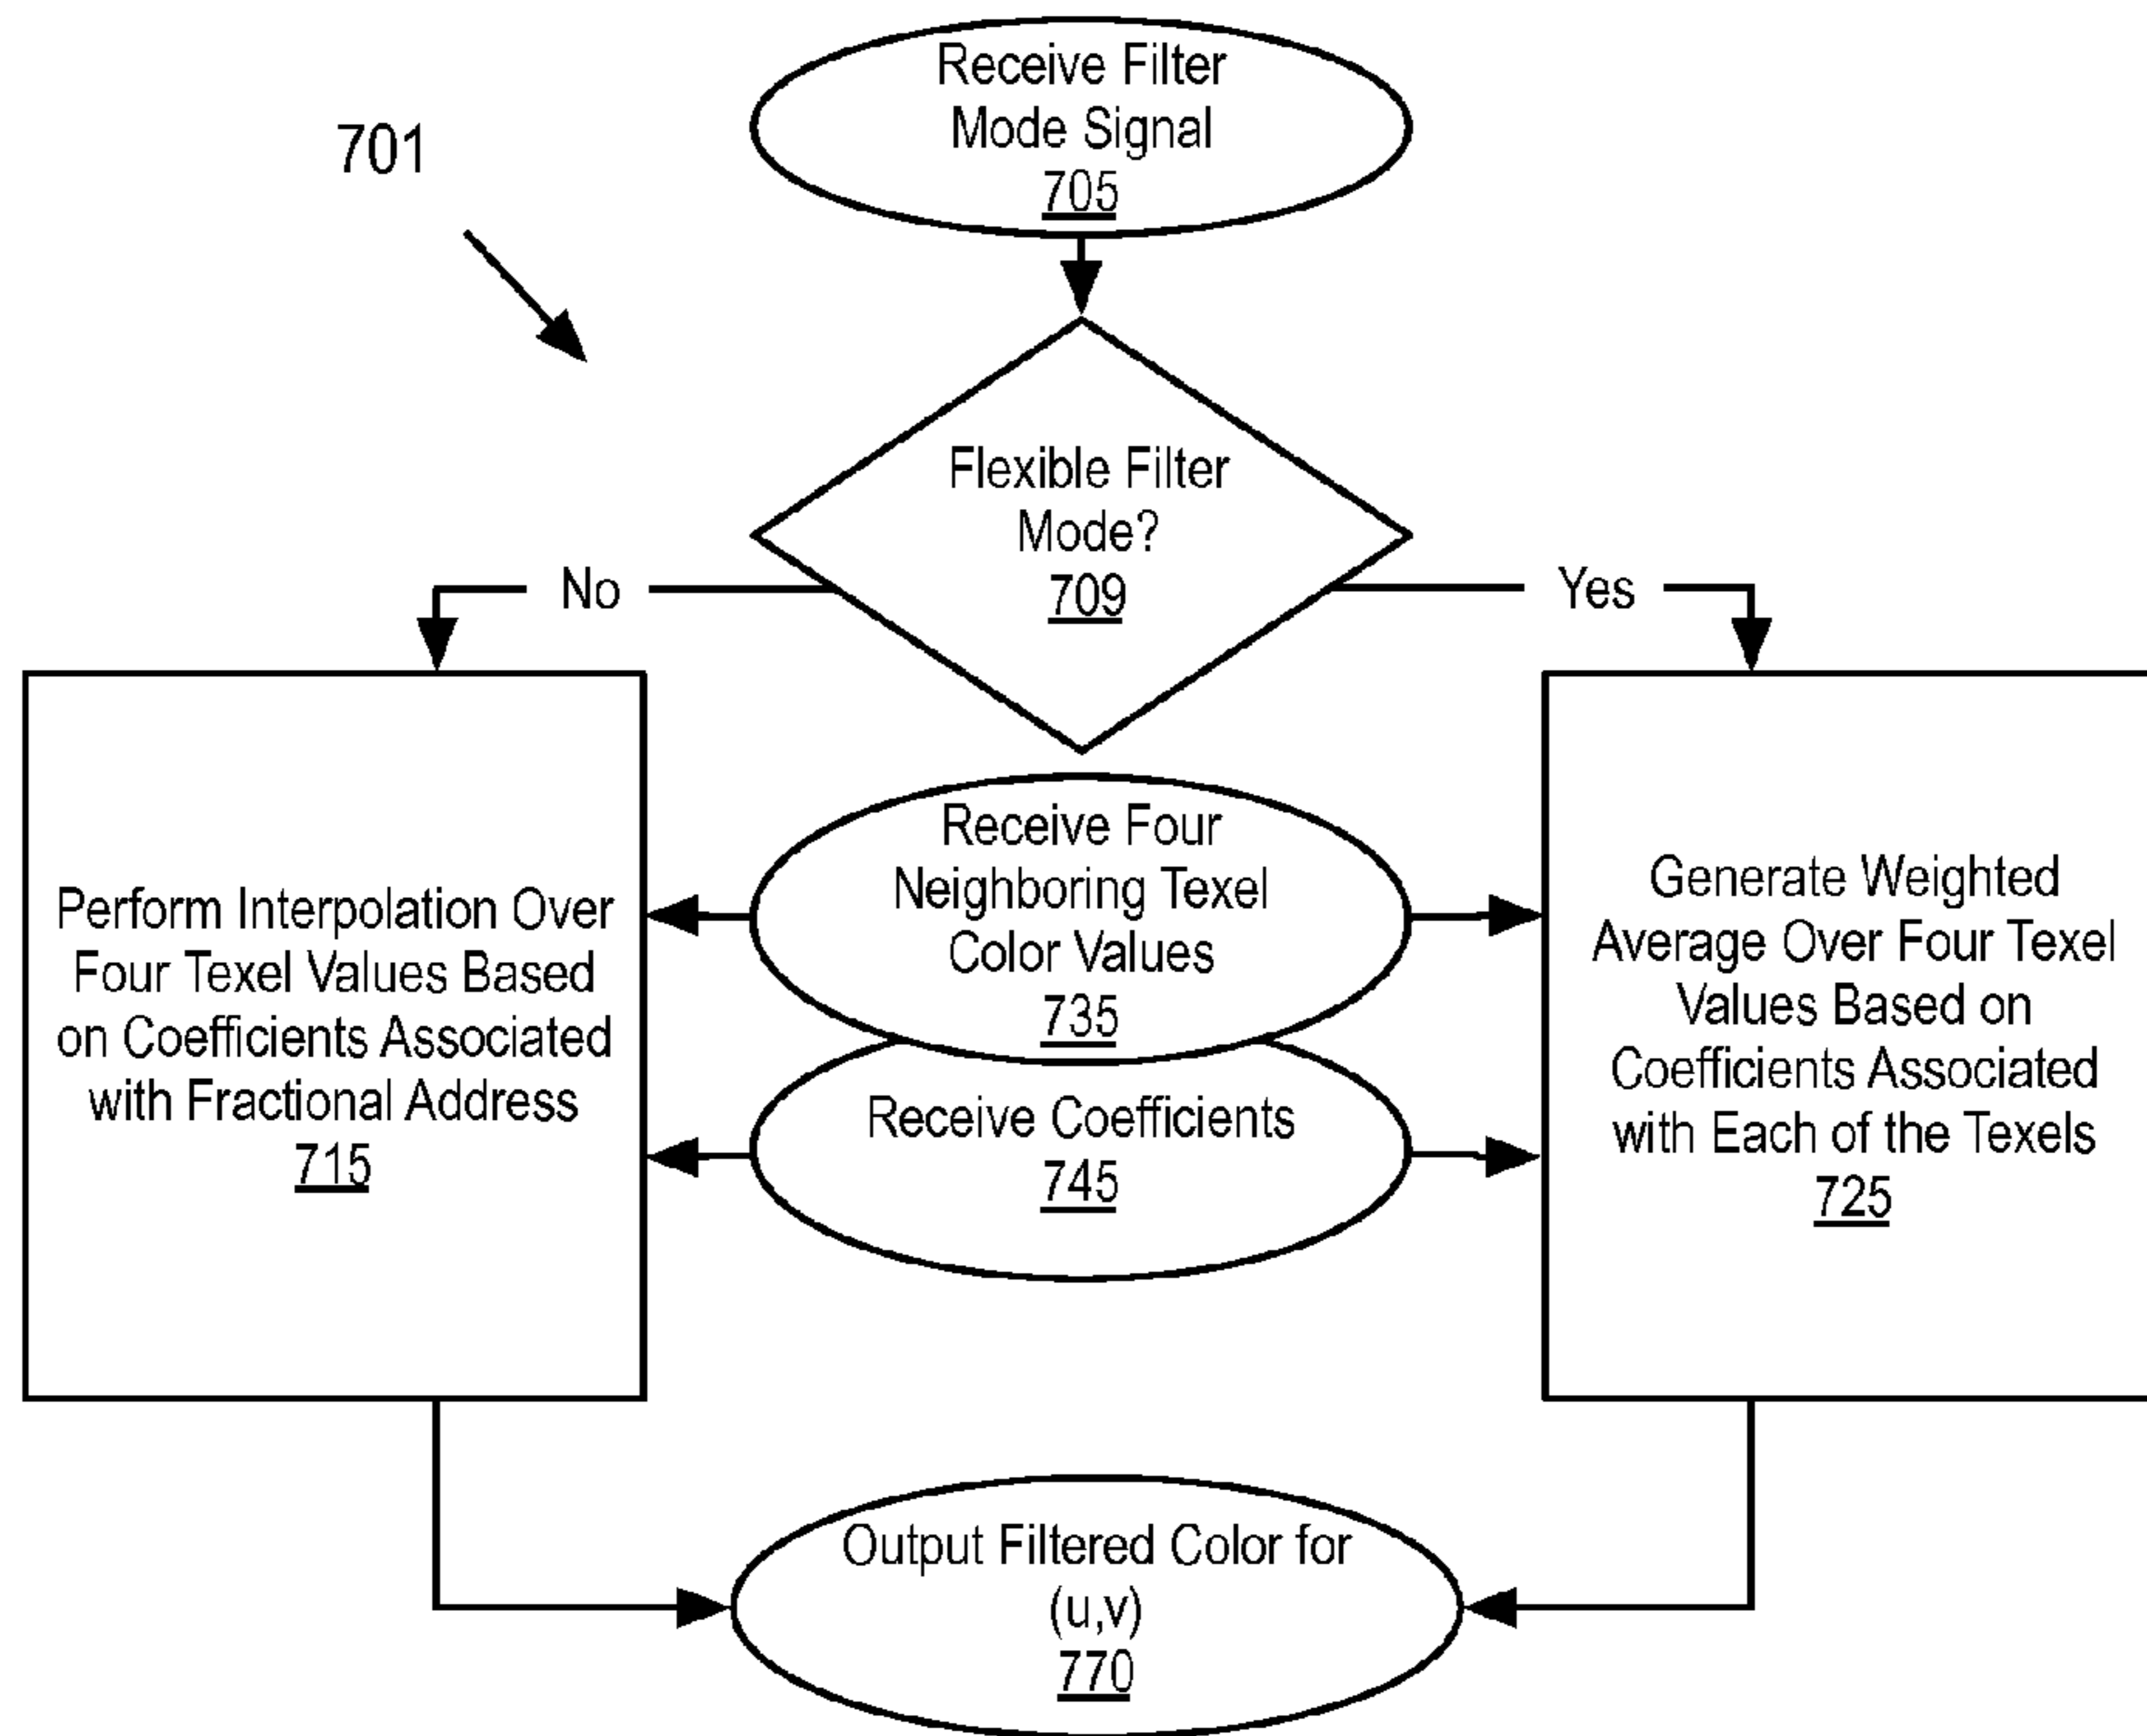 Receive Filter
Mode Signal
705
701
Flexible Filter
Mode?
709
No
Yes
Perform Interpolation Over
Four Texel Values Based
on Coefficients Associated
with Fractional Address
715
Receive Four
Neighboring Texel
Color Values
735
Receive Coefficients
745
Generate Weighted
Average Over Four Texel
Values Based on
Coefficients Associated
with Each of the Texels
725
Output Filtered Color for
(u,v)
770